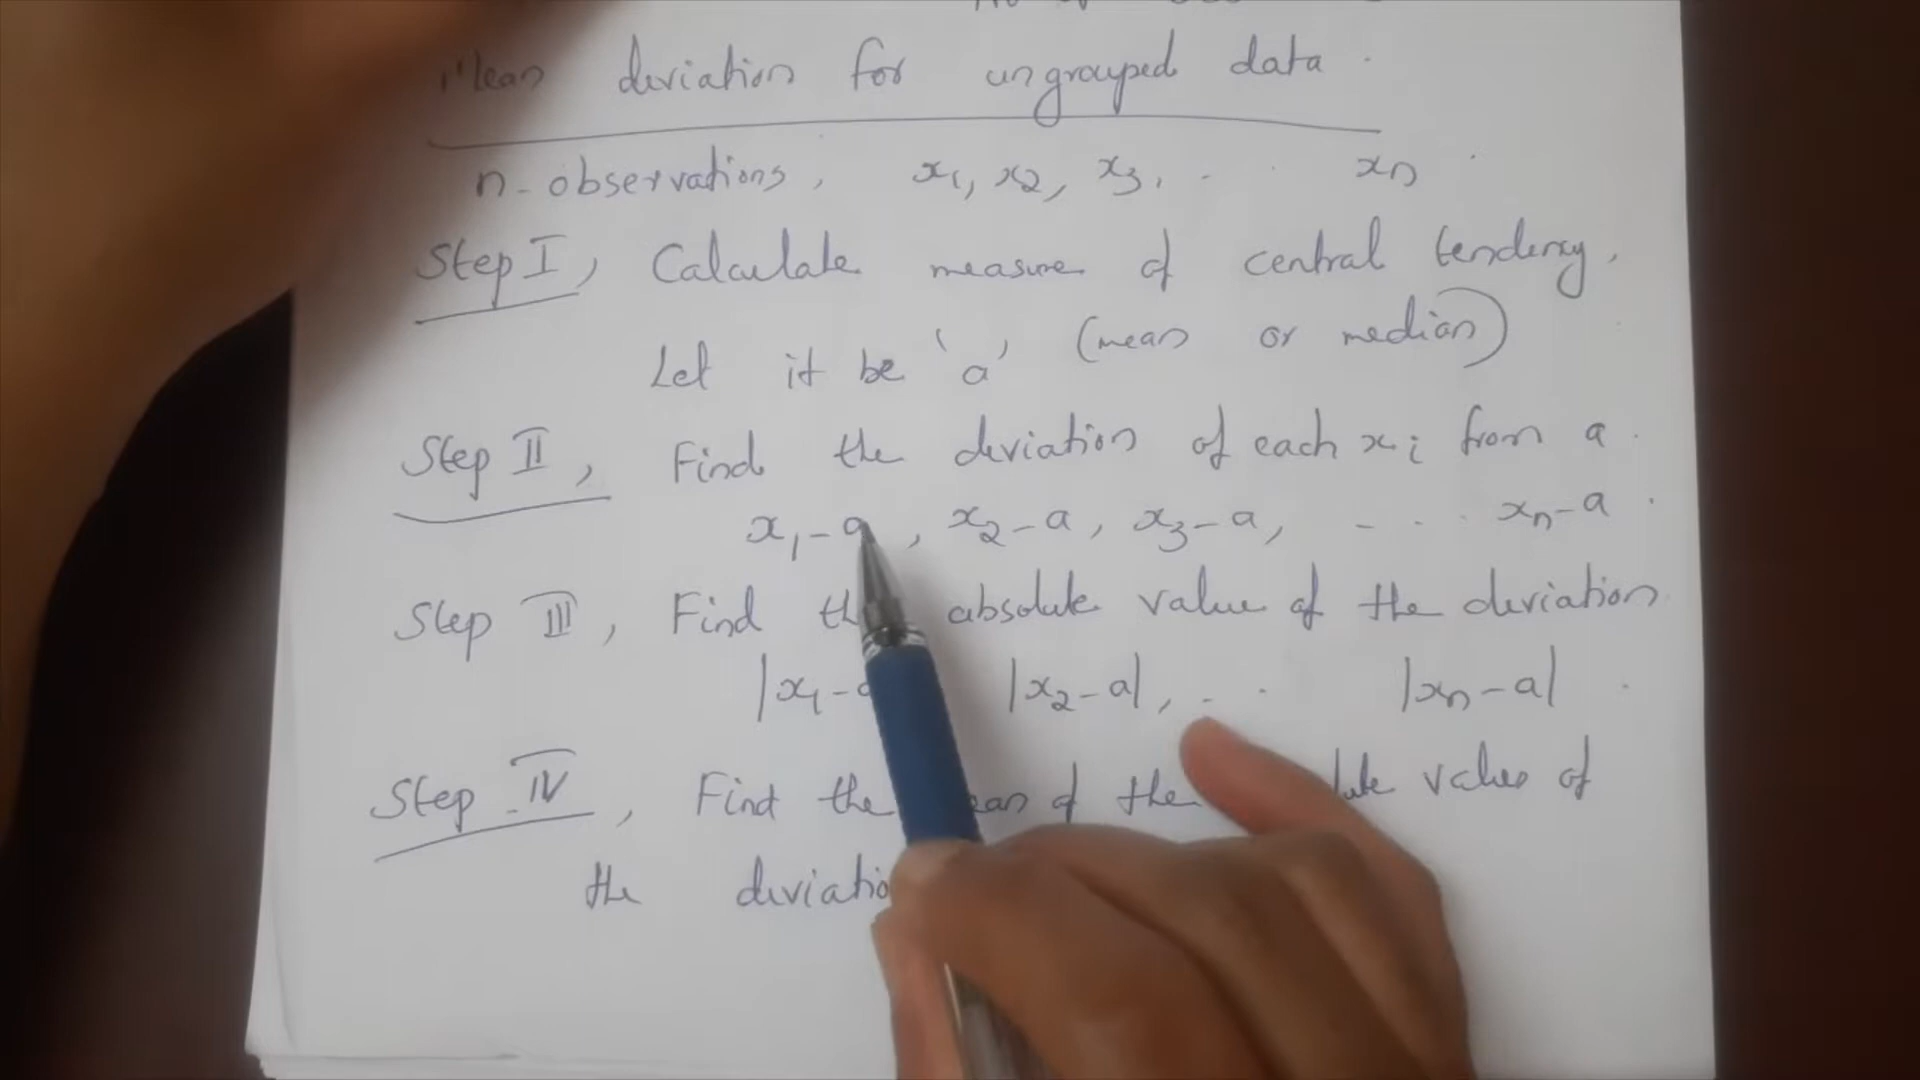 Mean deviation for ungrouped data.
n-observations, x₁, x₂, x₃, . . xₙ .
Step I, Calculate measure of central tendency.
Let it be 'a' (mean or median)
Step II, Find the deviation of each xᵢ from a.
x₁-a, x₂-a, x₃-a, - . . xₙ-a .
Step III, Find the absolute value of the deviation
|x₁-a |x₂-a|, . . |xₙ-a| .
Step IV, Find the of the value of
the